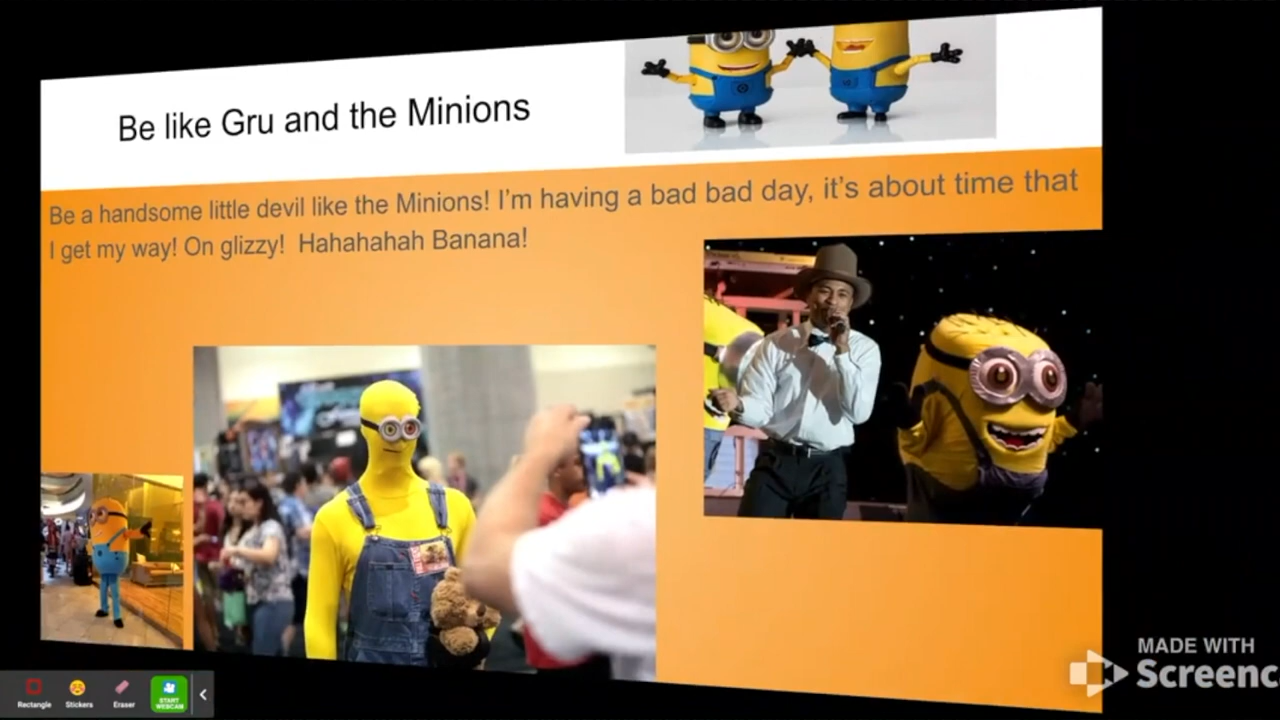 Be like Gru and the Minions
Be a handsome little devil like the Minions! I'm having a bad bad day, it's about time that
I get my way! On glizzy!  Hahahahah Banana!
MADE WITH
Screenc
Rectangle
Stickers
Eraser
START
WEBCAM